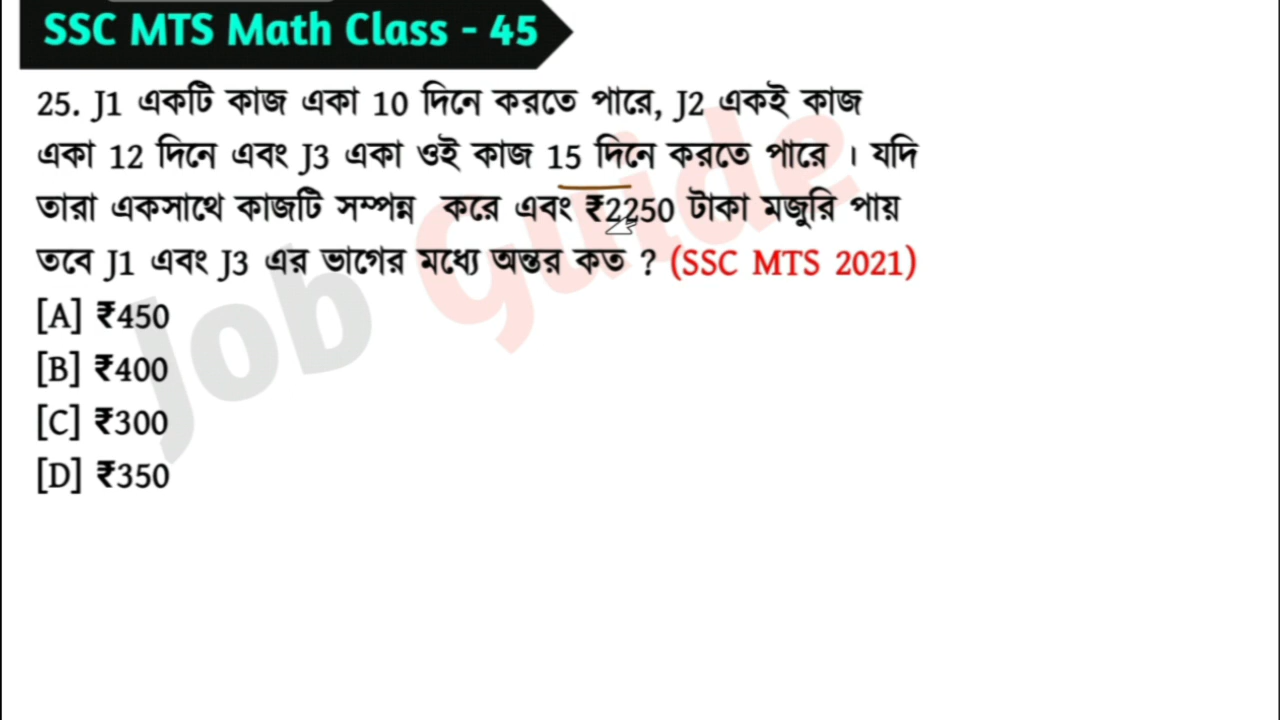 SSC MTS Math Class - 45
25. J1 একটি কাজ একা 10 দিনে করতে পারে, J2 একই কাজ
একা 12 দিনে এবং J3 একা ওই কাজ 15 দিনে করতে পারে । যদি
তারা একসাথে কাজটি সম্পন্ন করে এবং ₹2250 টাকা মজুরি পায়
তবে J1 এবং J3 এর ভাগের মধ্যে অন্তর কত ? (SSC MTS 2021)
[A] ₹450
[B] ₹400
[C] ₹300
[D] ₹350
Job Guide